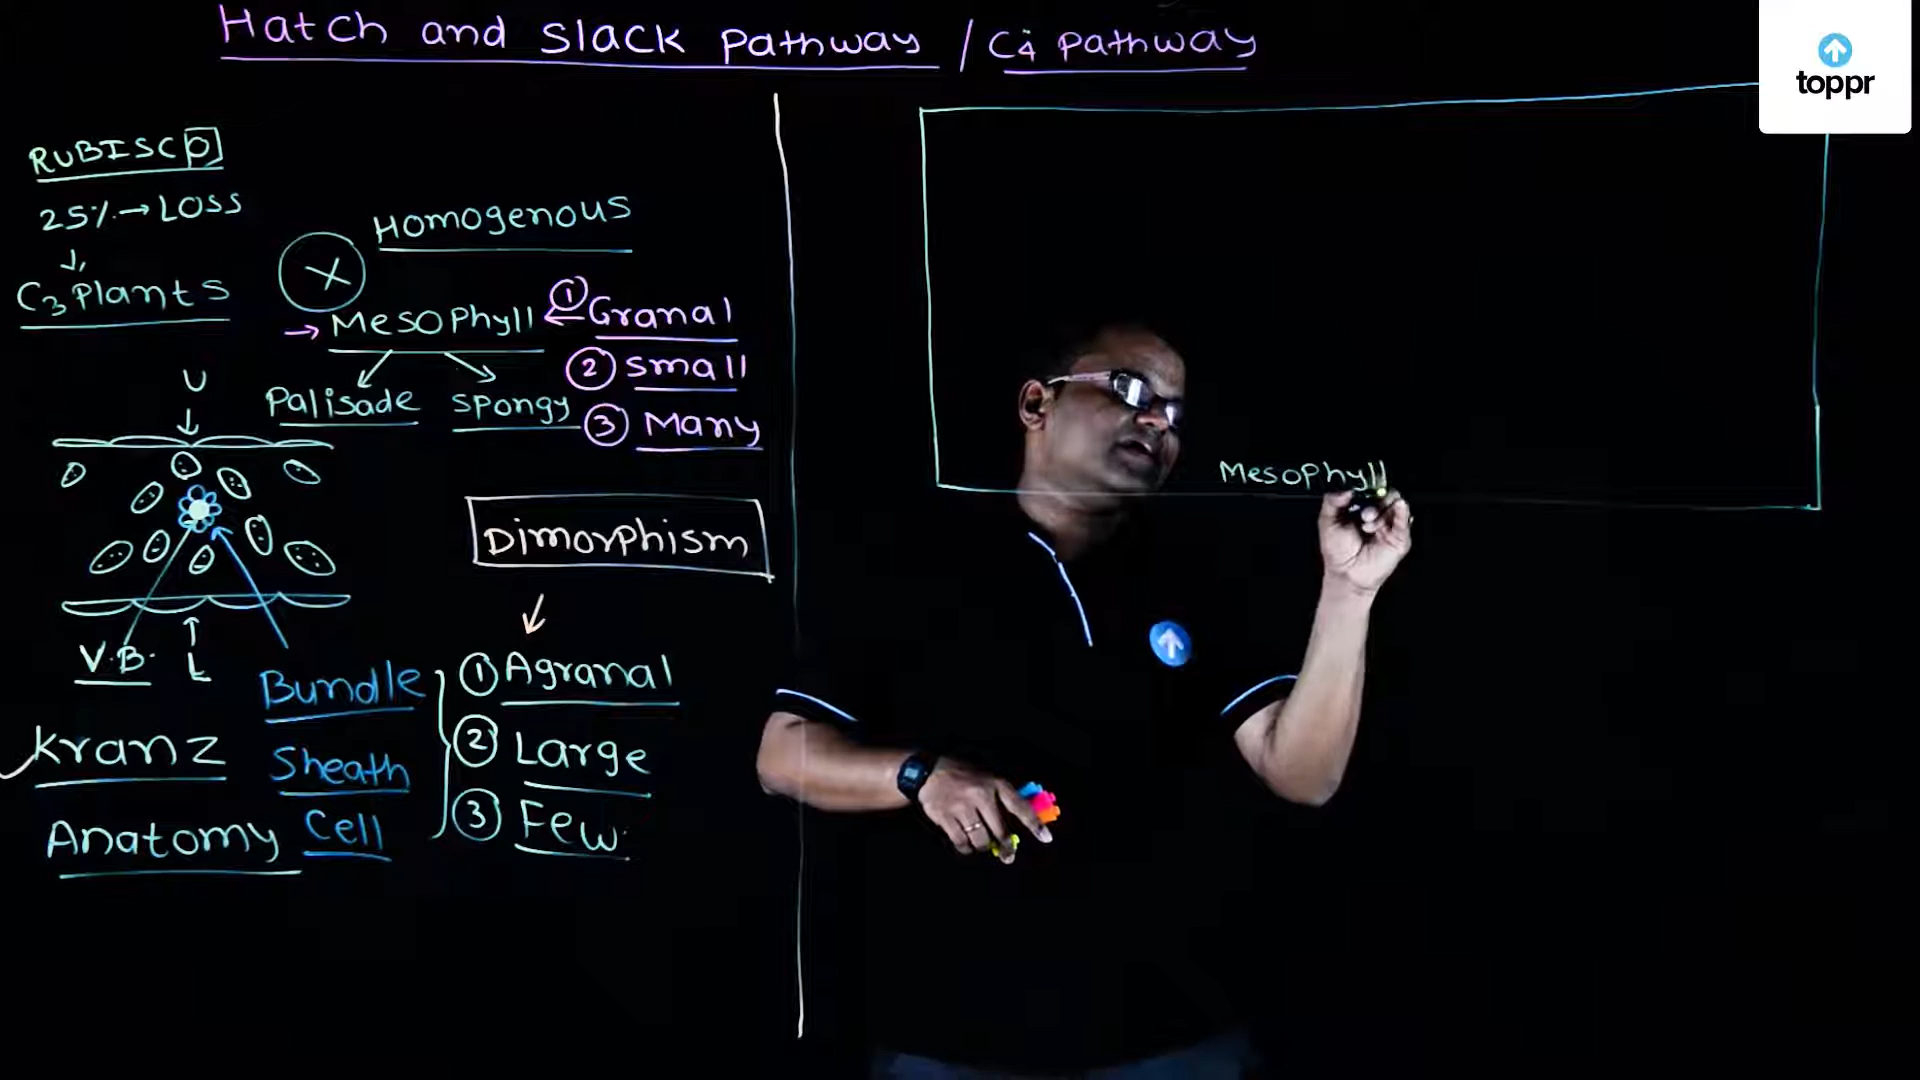 Hatch and Slack Pathway / C4 Pathway
toppr
RUBISCO
25% → Loss
C3 Plants
Homogenous
X
→ Mesophyll
① Granal
② Small
③ Many
Palisade
Spongy
U
Mesophyll
Dimorphism
V.B.
L
Bundle
Sheath
Cell
① Agranal
② Large
③ Few
Kranz
Anatomy